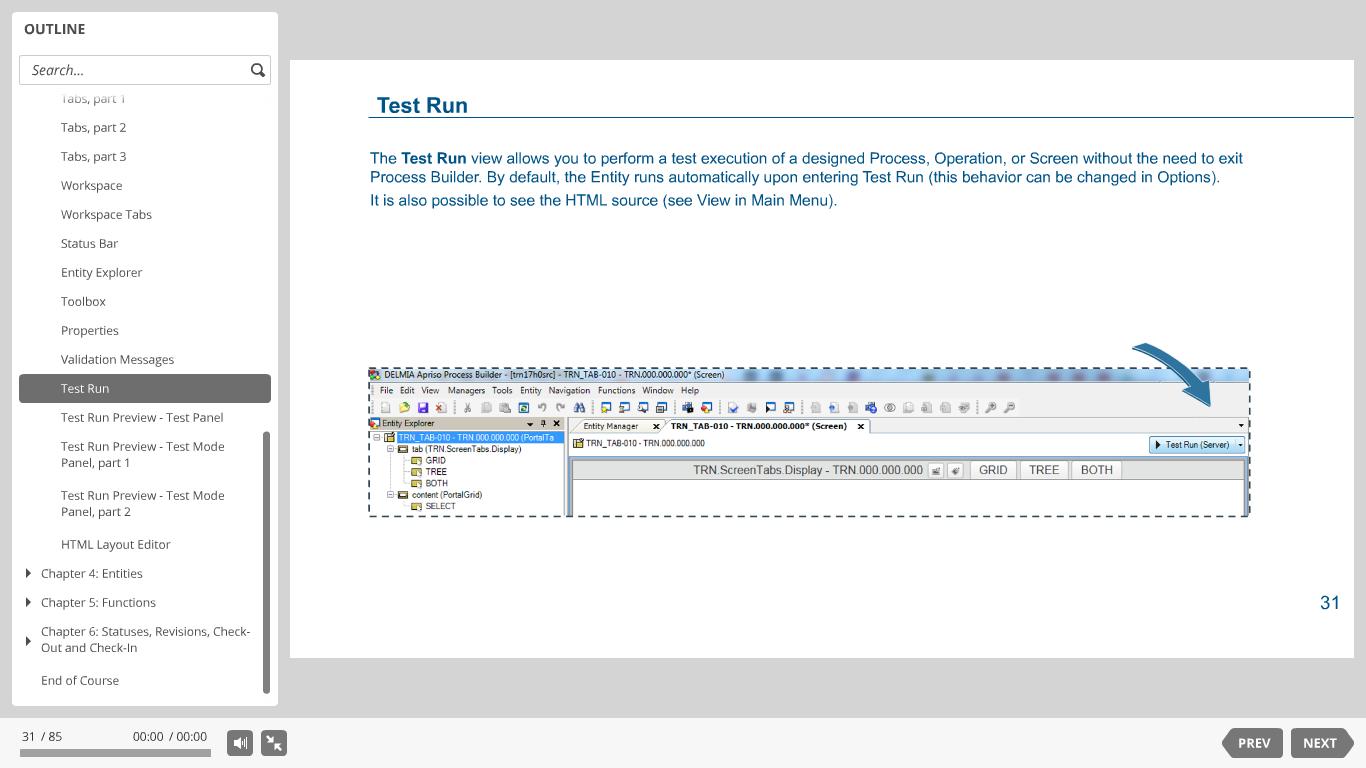 OUTLINE
Search...
Tabs, part 1
Tabs, part 2
Tabs, part 3
Workspace
Workspace Tabs
Status Bar
Entity Explorer
Toolbox
Properties
Validation Messages
Test Run
Test Run Preview - Test Panel
Test Run Preview - Test Mode
Panel, part 1
Test Run Preview - Test Mode
Panel, part 2
HTML Layout Editor
Chapter 4: Entities
Chapter 5: Functions
Chapter 6: Statuses, Revisions, Check-
Out and Check-In
End of Course
Test Run
The Test Run view allows you to perform a test execution of a designed Process, Operation, or Screen without the need to exit
Process Builder. By default, the Entity runs automatically upon entering Test Run (this behavior can be changed in Options).
It is also possible to see the HTML source (see View in Main Menu).
DELMIA Apriso Process Builder - [trn17h0src] - TRN_TAB-010 - TRN.000.000.000* (Screen)
File Edit View Managers Tools Entity Navigation Functions Window Help
Entity Explorer
TRN_TAB-010 - TRN.000.000.000 (PortalTa
tab (TRN.ScreenTabs.Display)
GRID
TREE
BOTH
content (PortalGrid)
SELECT
Entity Manager
TRN_TAB-010 - TRN.000.000.000* (Screen)
TRN_TAB-010 - TRN.000.000.000
Test Run (Server)
TRN.ScreenTabs.Display - TRN.000.000.000 GRID TREE BOTH
31
31 / 85
00:00 / 00:00
PREV
NEXT